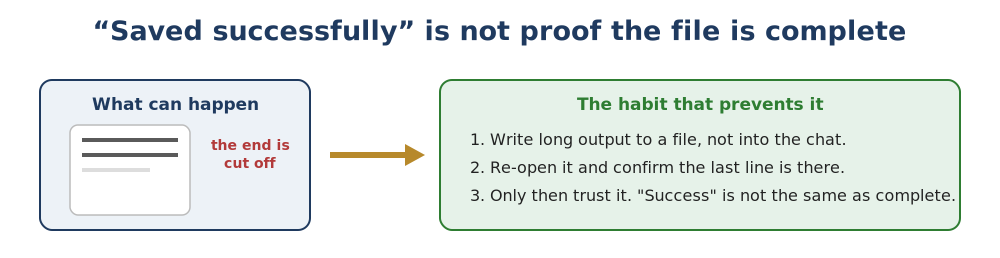 “Saved successfully” is not proof the file is complete
What can happen
the end is
cut off
The habit that prevents it
1. Write long output to a file, not into the chat.
2. Re-open it and confirm the last line is there.
3. Only then trust it. "Success" is not the same as complete.